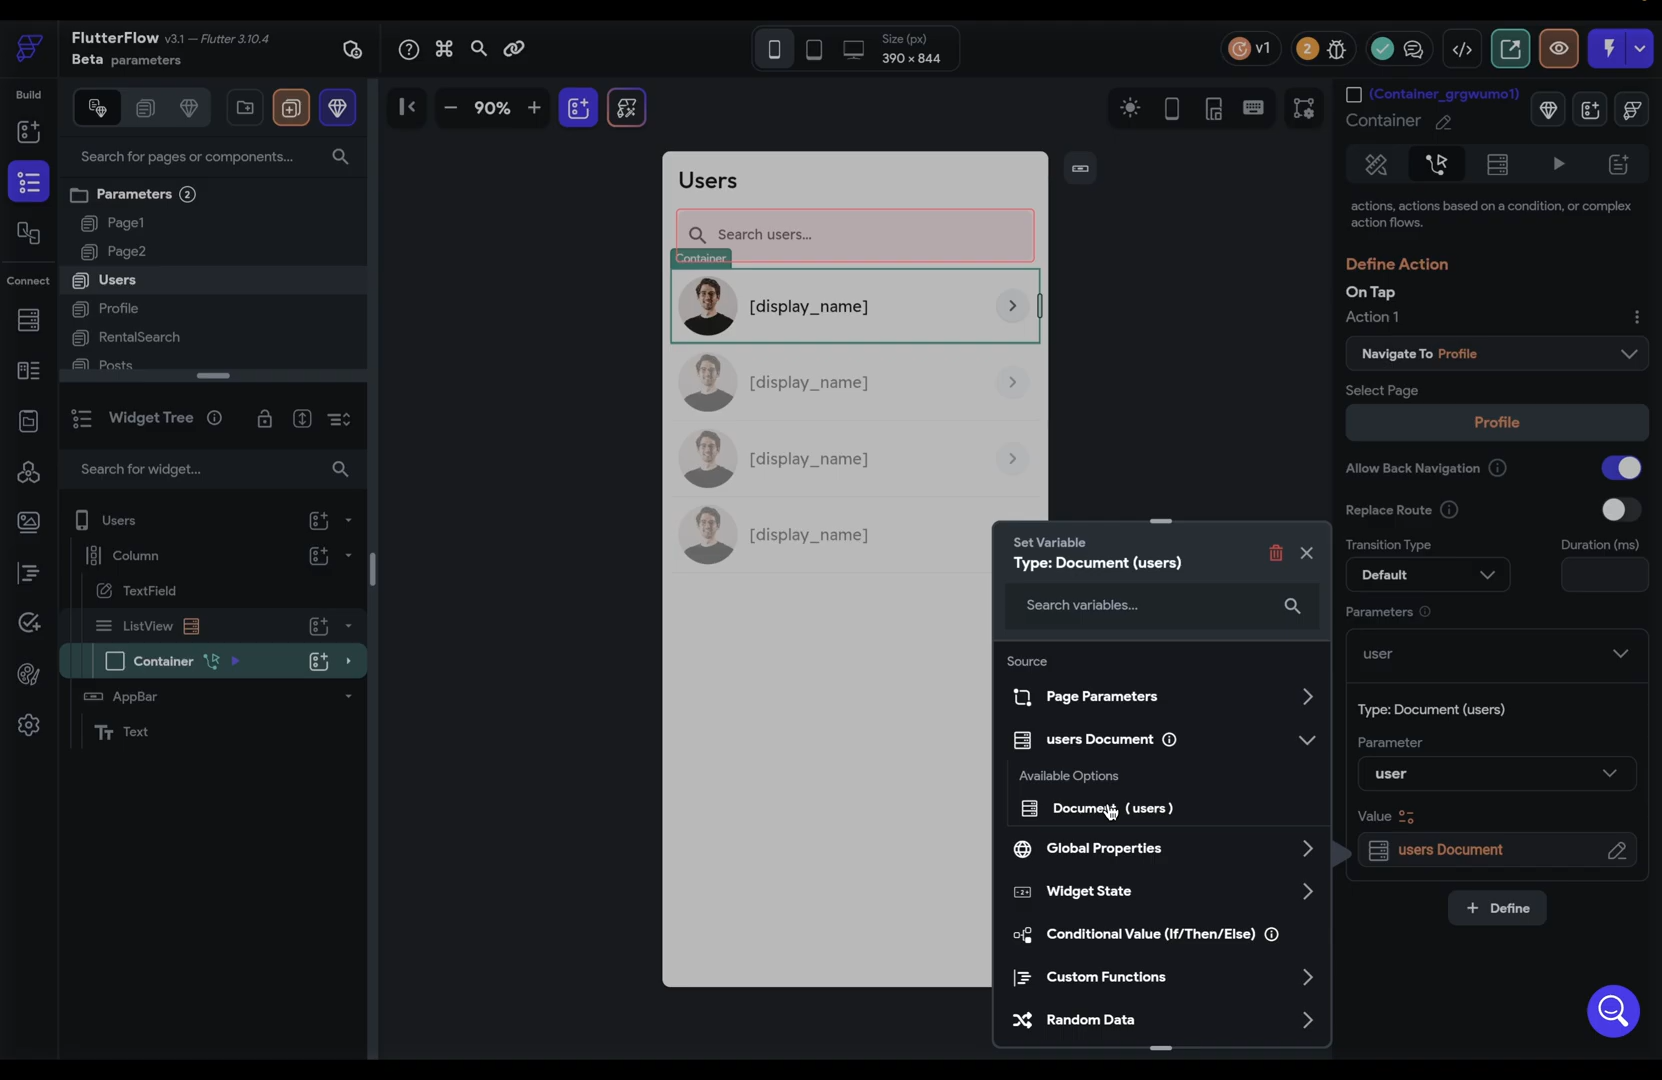 FlutterFlow v3.1 — Flutter 3.10.4
Beta parameters
Size (px)
390 × 844
v1
2
Build
Connect
90%
Search for pages or components...
Parameters 2
Page1
Page2
Users
Profile
RentalSearch
Posts
Widget Tree
Search for widget...
Users
Column
TextField
ListView
Container
AppBar
Tt Text
Users
Search users...
Container
[display_name]
[display_name]
[display_name]
[display_name]
Set Variable
Type: Document (users)
Search variables...
Source
Page Parameters
users Document
Available Options
Document ( users )
Global Properties
Widget State
Conditional Value (If/Then/Else)
Custom Functions
Random Data
(Container_grgwumo1)
Container
actions, actions based on a condition, or complex
action flows.
Define Action
On Tap
Action 1
Navigate To Profile
Select Page
Profile
Allow Back Navigation
Replace Route
Transition Type Duration (ms)
Default
Parameters
user
Type: Document (users)
Parameter
user
Value
users Document
+ Define